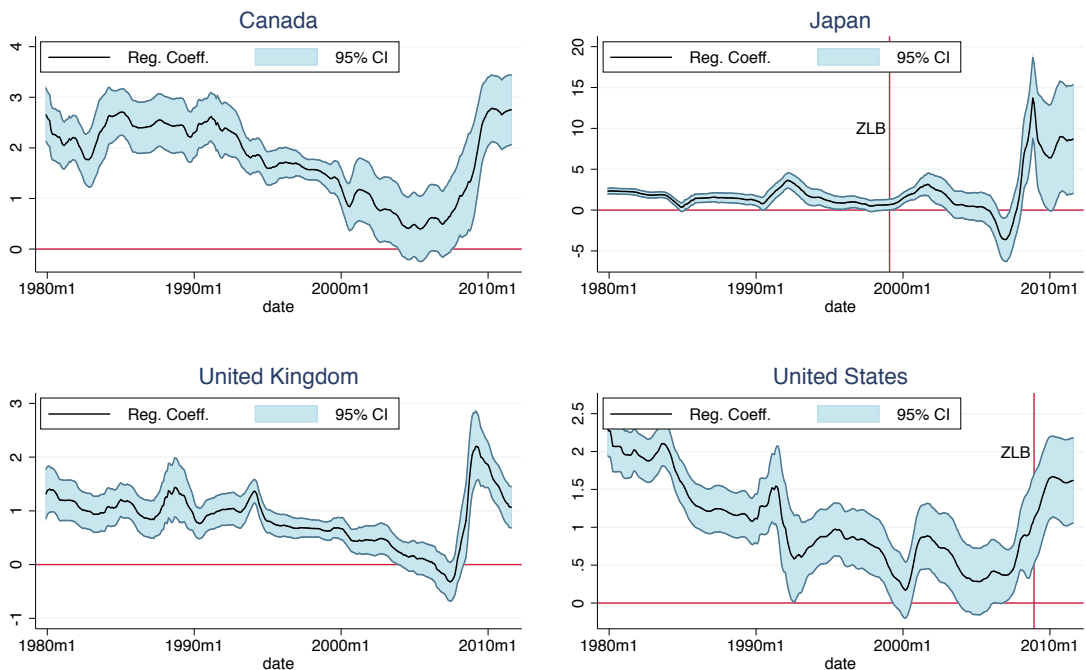 Canada
4
3
2
1
0
Reg. Coeff.
95% CI
1980m1
1990m1
2000m1
2010m1
date
Japan
20
15
10
5
0
-5
Reg. Coeff.
95% CI
ZLB
1980m1
1990m1
2000m1
2010m1
date
United Kingdom
3
2
1
0
-1
Reg. Coeff.
95% CI
1980m1
1990m1
2000m1
2010m1
date
United States
2.5
2
1.5
1
.5
0
Reg. Coeff.
95% CI
ZLB
1980m1
1990m1
2000m1
2010m1
date